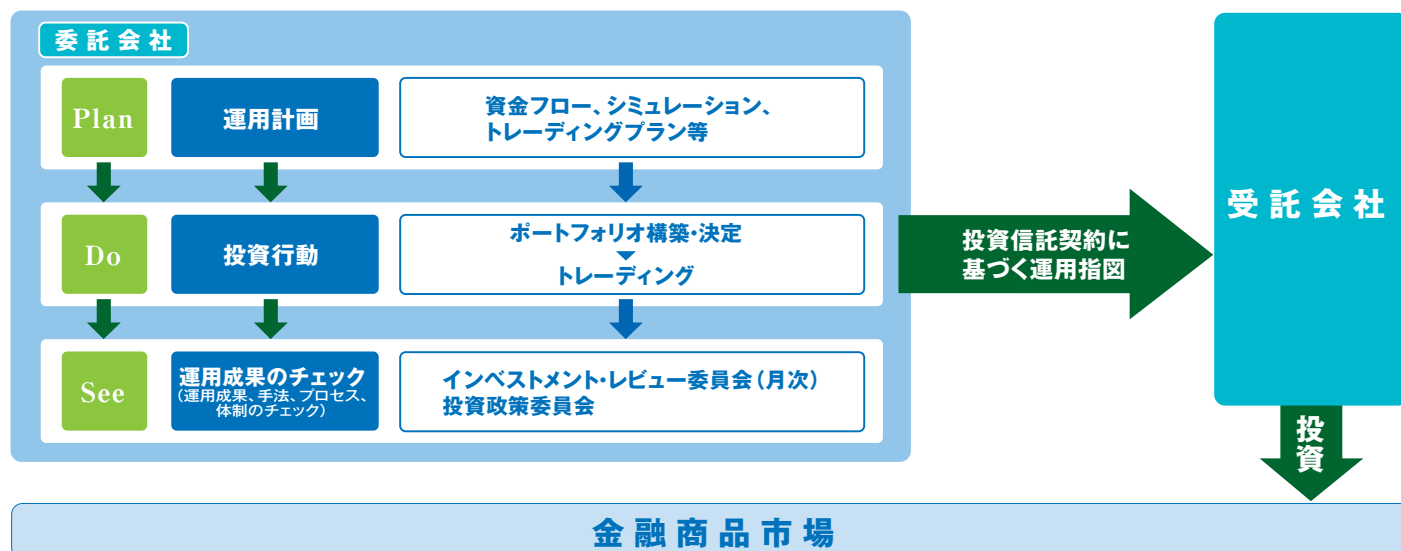 委託会社
Plan
運用計画
資金フロー、シミュレーション、
トレーディングプラン等
Do
投資行動
ポートフォリオ構築・決定
トレーディング
See
運用成果のチェック
(運用成果、手法、プロセス、
体制のチェック)
インベストメント・レビュー委員会(月次)
投資政策委員会
投資信託契約に
基づく運用指図
受託会社
投資
金融商品市場